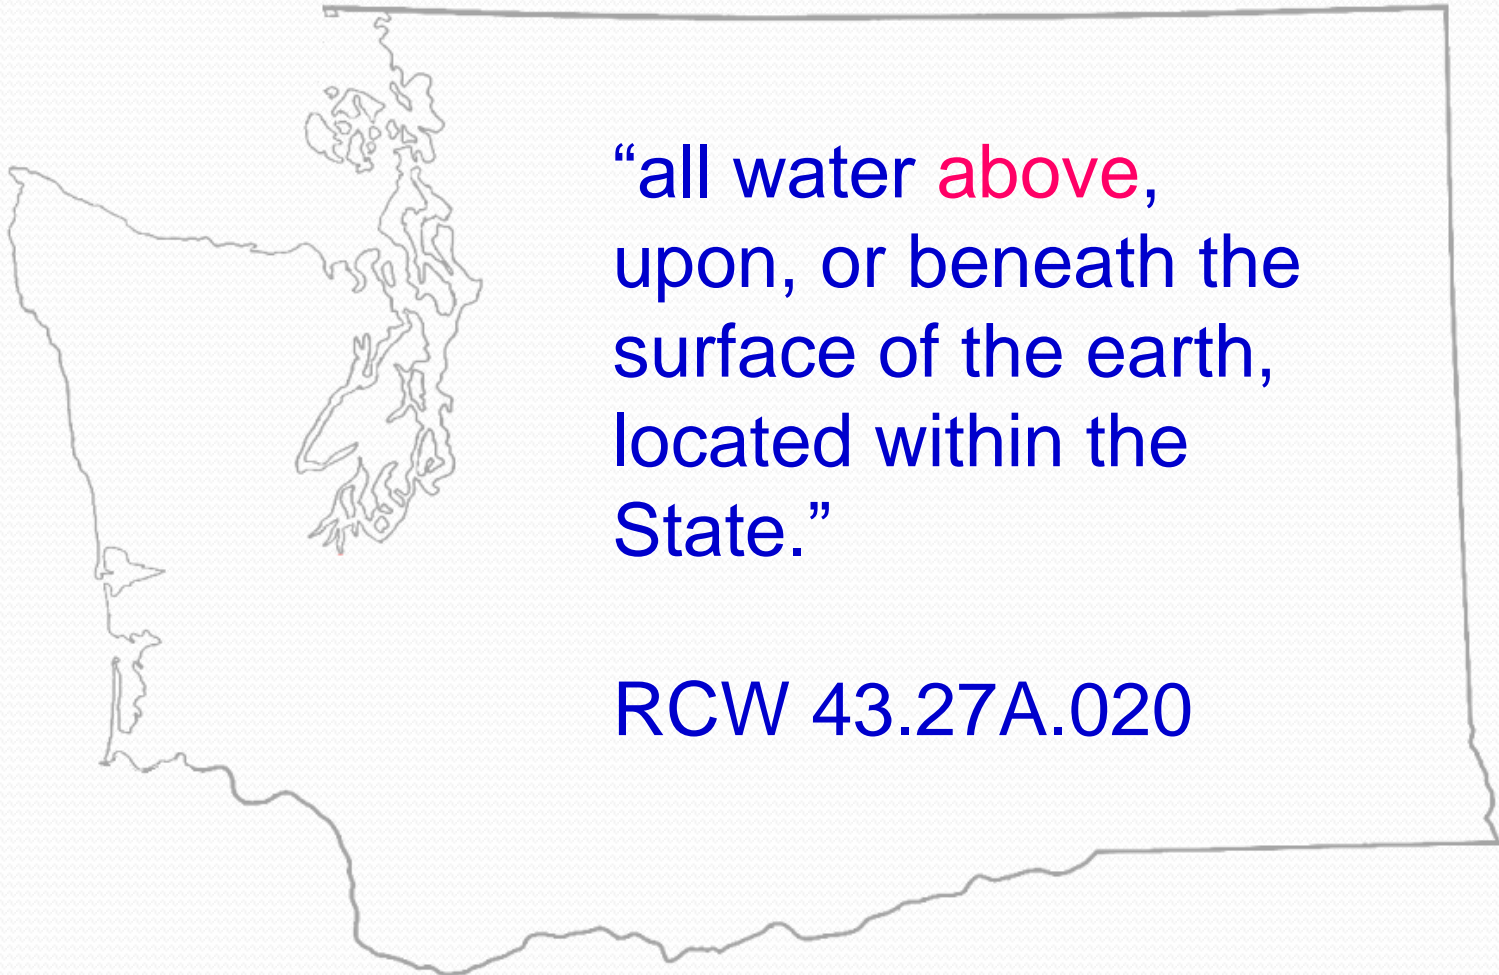 “all water above,
upon, or beneath the
surface of the earth,
located within the
State.”
RCW 43.27A.020